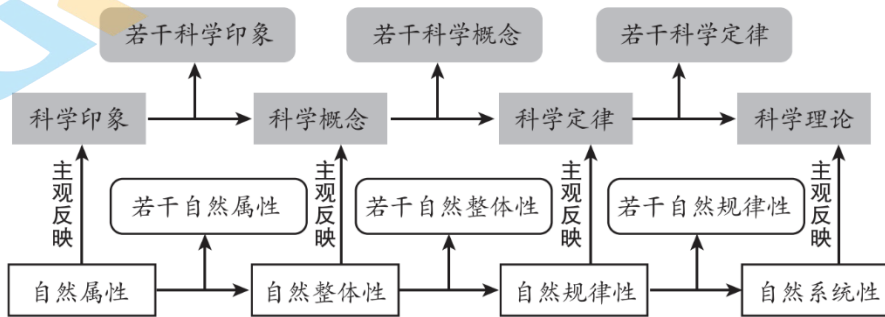 若干科学印象
若干科学概念
若干科学定律
科学印象
科学概念
科学定律
科学理论
主观反映
主观反映
主观反映
主观反映
若干自然属性
若干自然整体性
若干自然规律性
自然属性
自然整体性
自然规律性
自然系统性